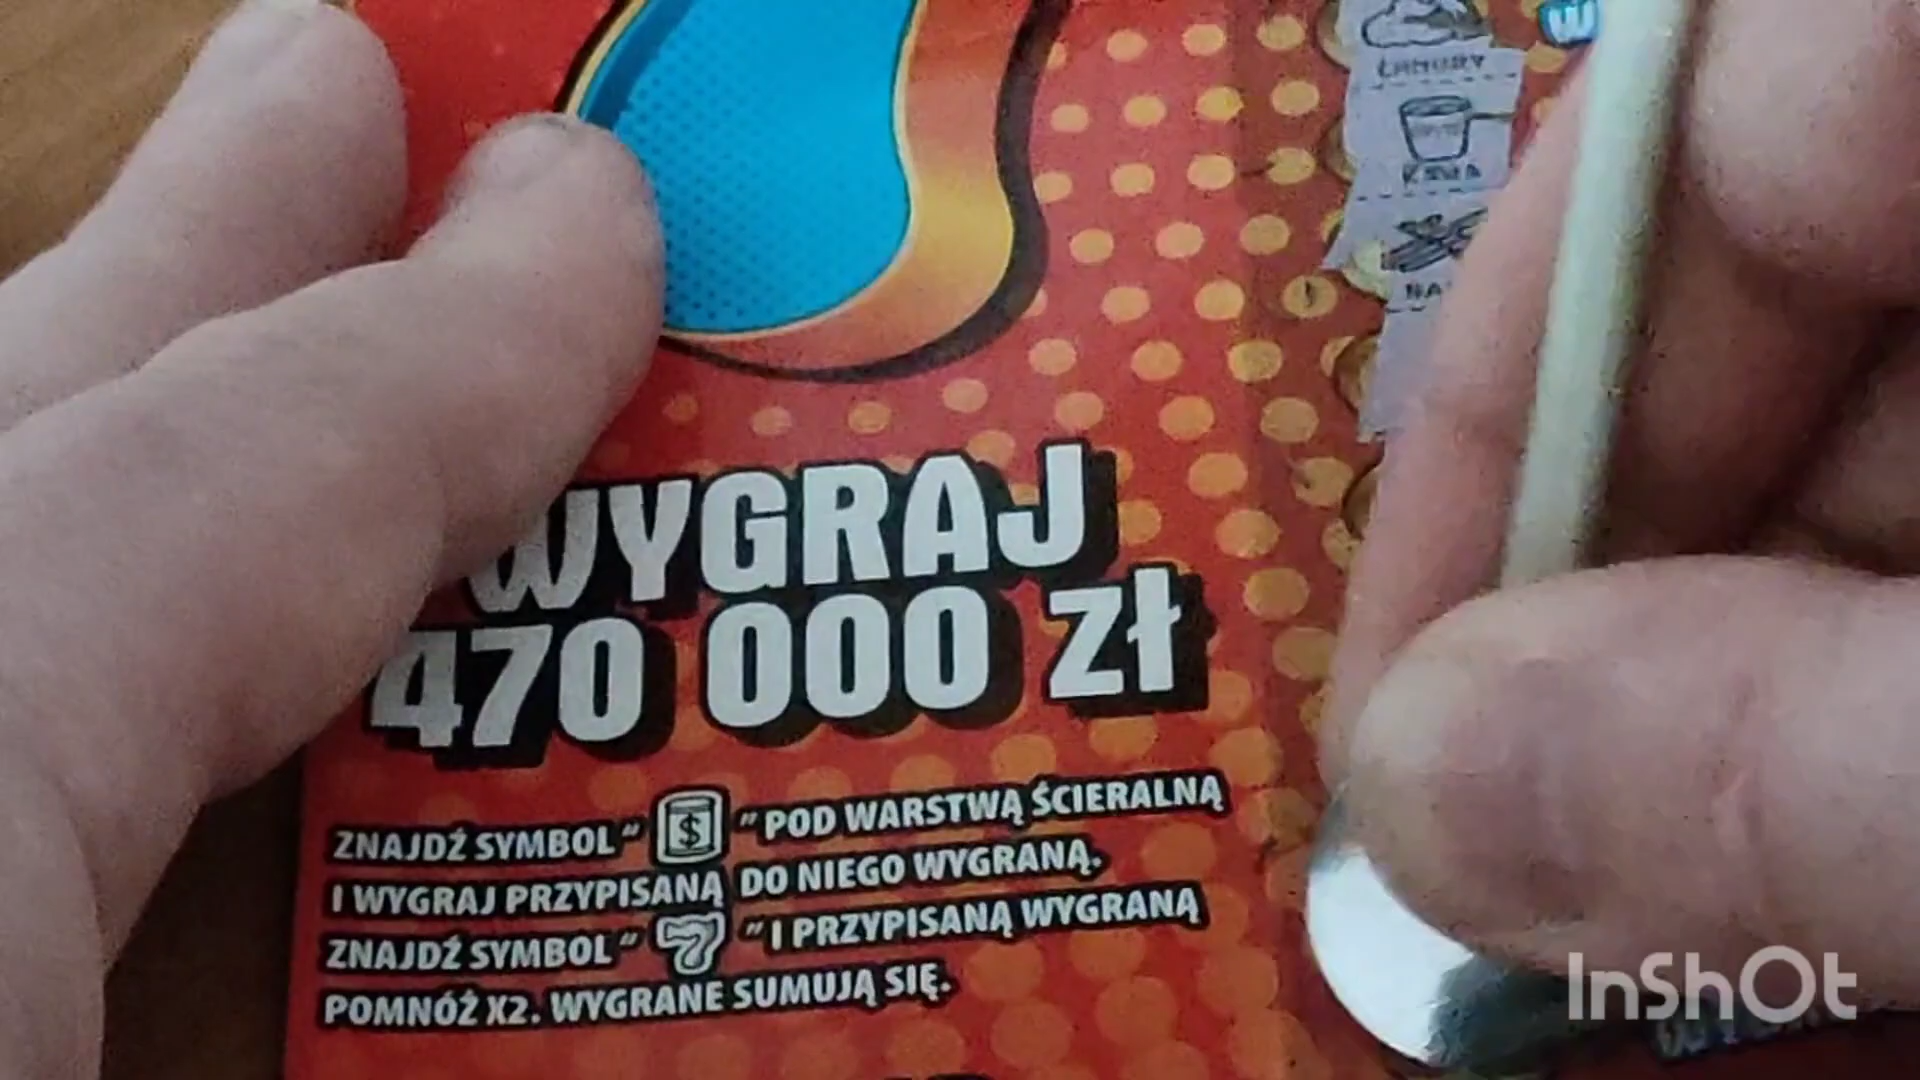 WYGRAJ
470 000 zł
ZNAJDŹ SYMBOL " $ " POD WARSTWĄ ŚCIERALNĄ
I WYGRAJ PRZYPISANĄ DO NIEGO WYGRANĄ.
ZNAJDŹ SYMBOL " 7 " I PRZYPISANĄ WYGRANĄ
POMNÓŻ X2. WYGRANE SUMUJĄ SIĘ.
InShOt